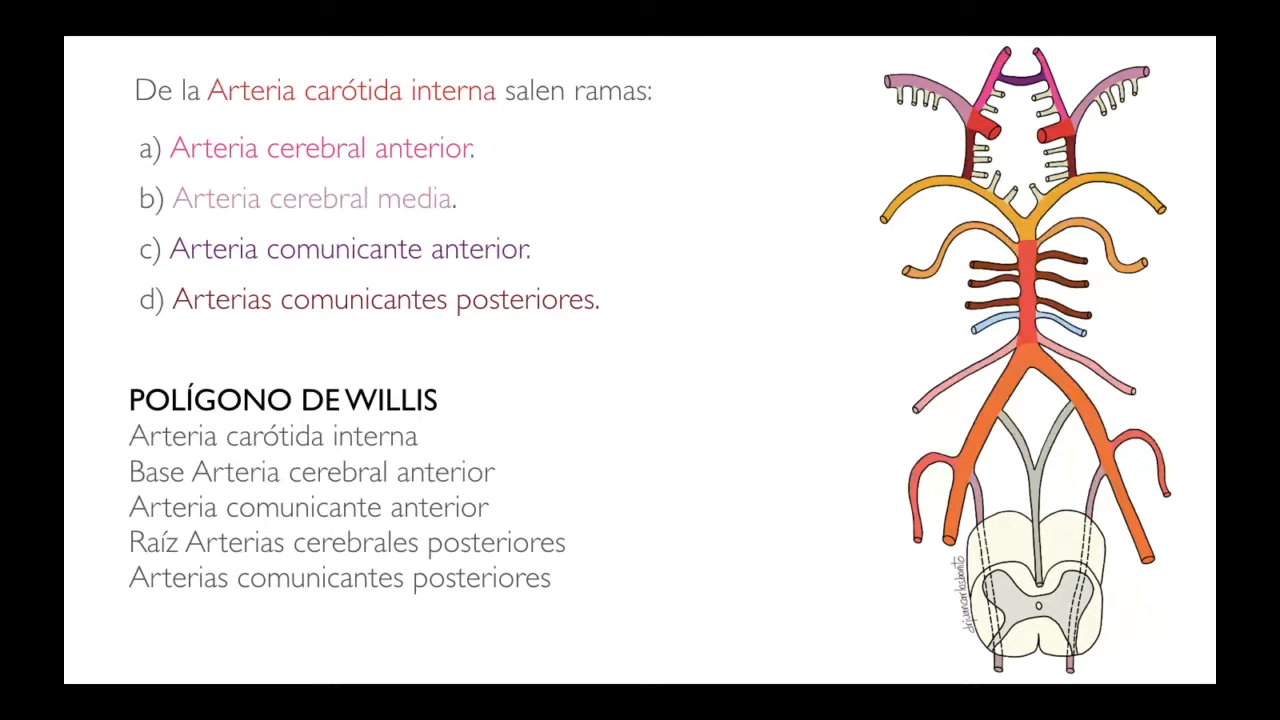 De la Arteria carótida interna salen ramas:
a) Arteria cerebral anterior.
b) Arteria cerebral media.
c) Arteria comunicante anterior.
d) Arterias comunicantes posteriores.
POLÍGONO DE WILLIS
Arteria carótida interna
Base Arteria cerebral anterior
Arteria comunicante anterior
Raíz Arterias cerebrales posteriores
Arterias comunicantes posteriores
drjuancarlosbonito